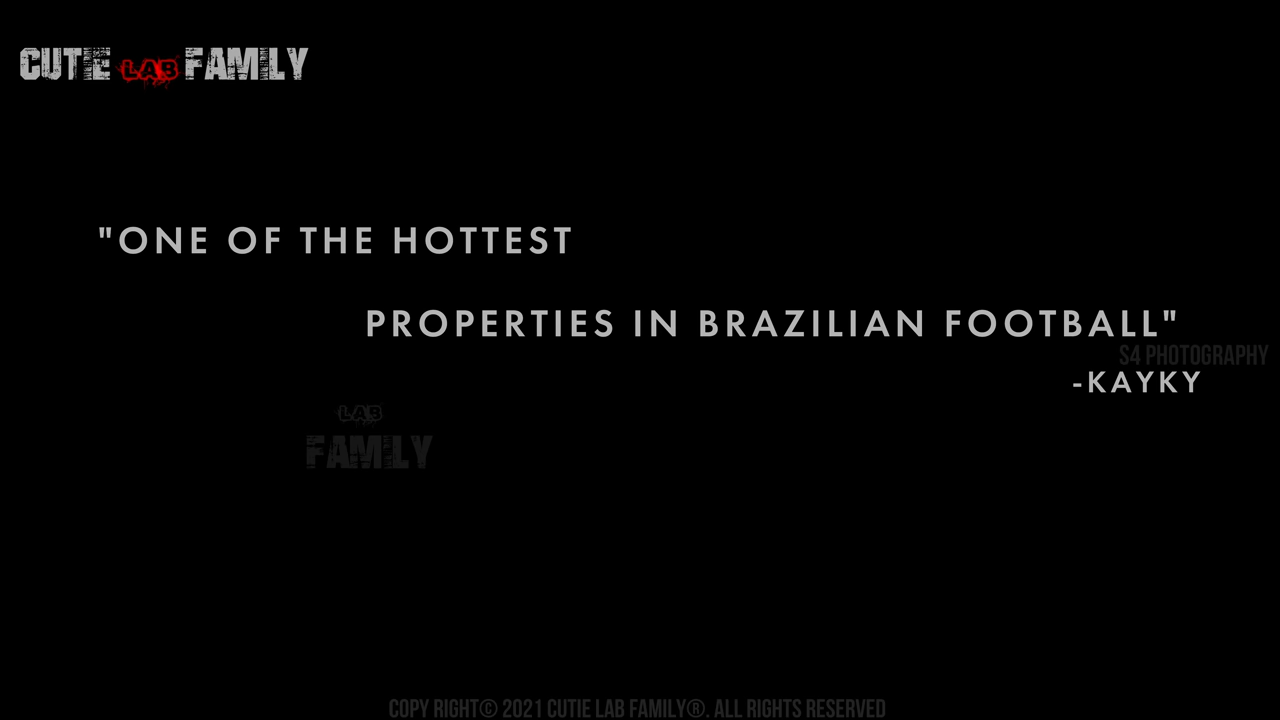 CUTIE LAB FAMILY
"ONE OF THE HOTTEST
PROPERTIES IN BRAZILIAN FOOTBALL"
S4 PHOTOGRAPHY
-KAYKY
LAB
FAMILY
COPY RIGHT© 2021 CUTIE LAB FAMILY®. ALL RIGHTS RESERVED